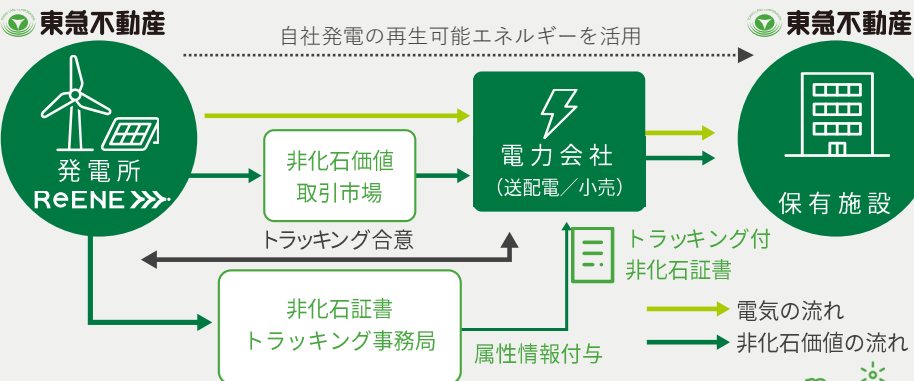 東急不動産
東急不動産
自社発電の再生可能エネルギーを活用
発電所
ReENE
非化石価値
取引市場
電力会社
（送配電／小売）
保有施設
トラッキング合意
トラッキング付
非化石証書
非化石証書
トラッキング事務局
属性情報付与
電気の流れ
非化石価値の流れ